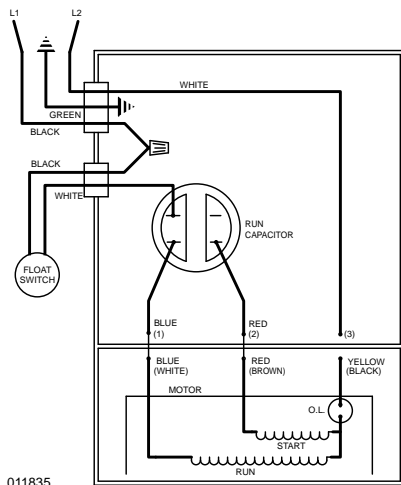 L1
L2
WHITE
GREEN
BLACK
BLACK
WHITE
RUN
CAPACITOR
FLOAT
SWITCH
BLUE
(1)
RED
(2)
(3)
BLUE
(WHITE)
RED
(BROWN)
YELLOW
(BLACK)
MOTOR
O.L.
START
RUN
011835